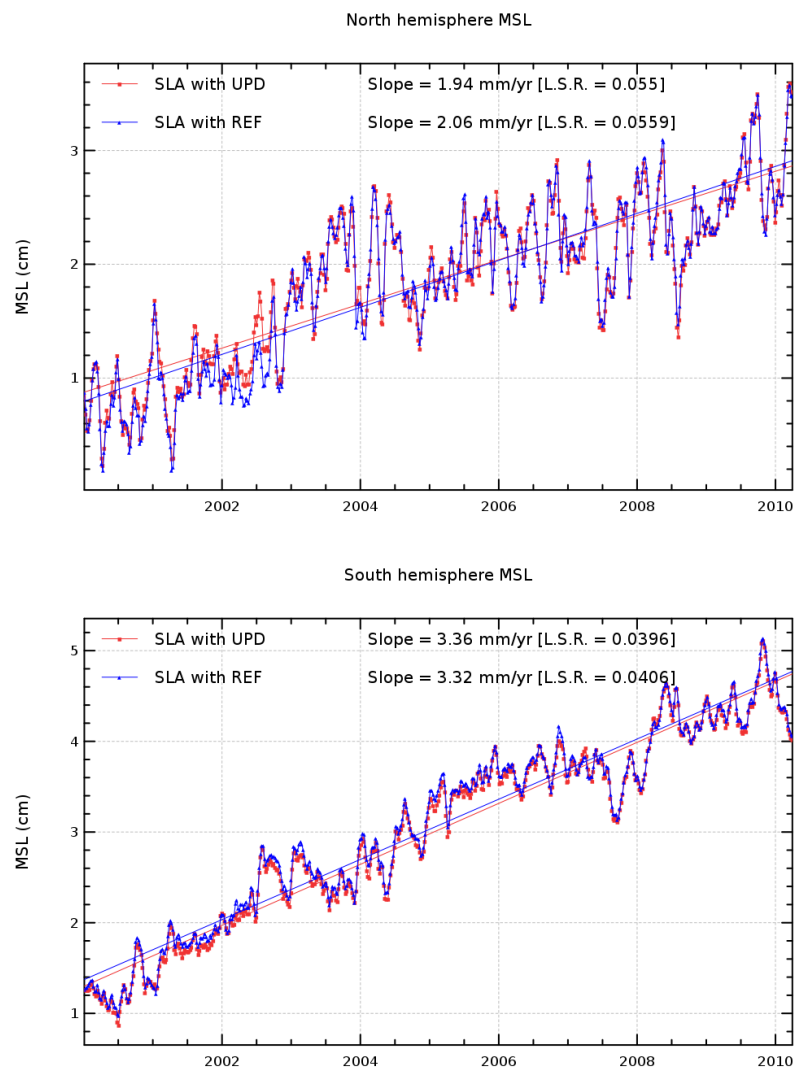 North hemisphere MSL
SLA with UPD Slope = 1.94 mm/yr [L.S.R. = 0.055]
SLA with REF Slope = 2.06 mm/yr [L.S.R. = 0.0559]
3
2
1
MSL (cm)
2002 2004 2006 2008 2010
South hemisphere MSL
SLA with UPD Slope = 3.36 mm/yr [L.S.R. = 0.0396]
SLA with REF Slope = 3.32 mm/yr [L.S.R. = 0.0406]
5
4
3
2
1
MSL (cm)
2002 2004 2006 2008 2010